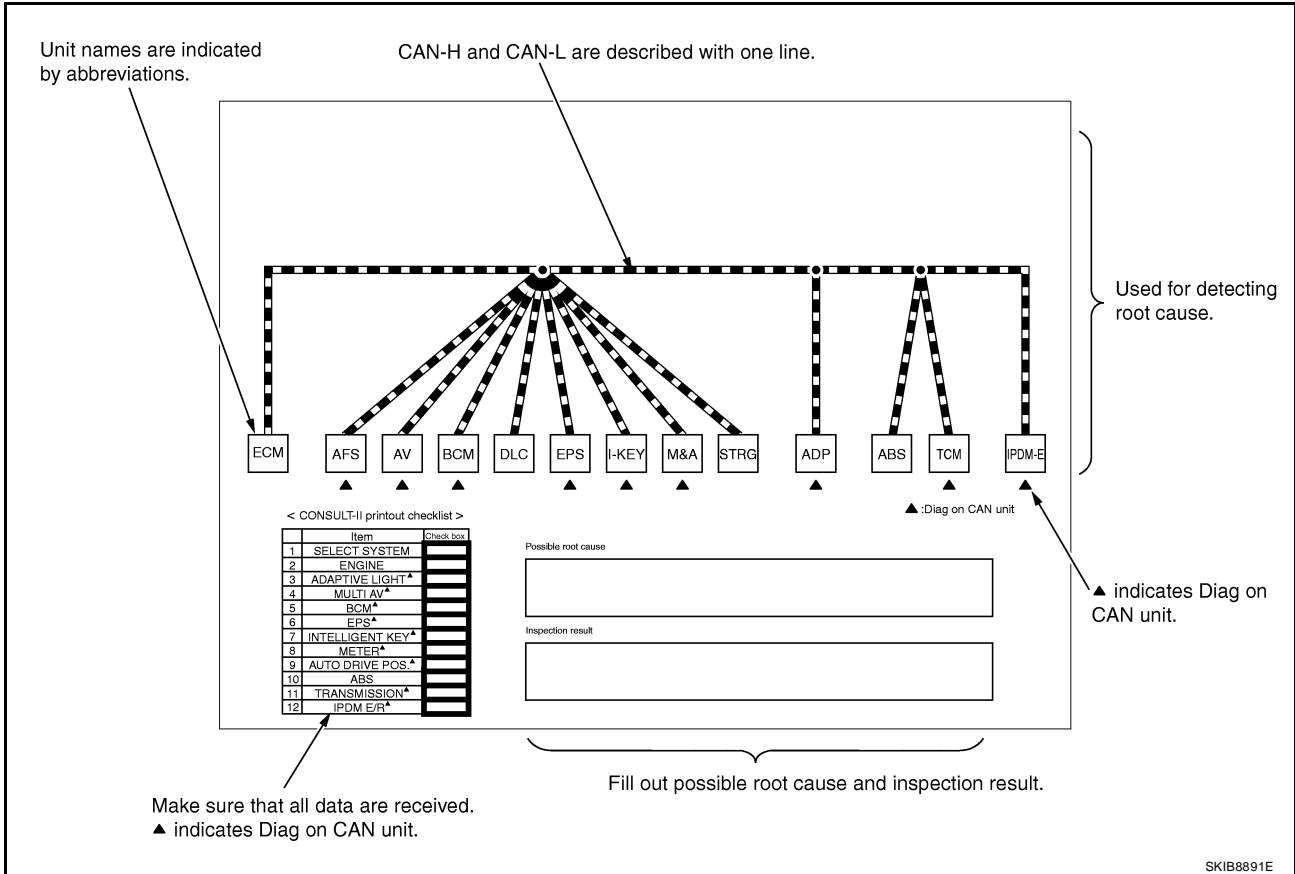 Unit names are indicated
by abbreviations.
CAN-H and CAN-L are described with one line.
Used for detecting
root cause.
ECM
AFS
AV
BCM
DLC
EPS
I-KEY
M&A
STRG
ADP
ABS
TCM
IPDM-E
▲ :Diag on CAN unit
< CONSULT-II printout checklist >
Item Check box
1 SELECT SYSTEM
2 ENGINE
3 ADAPTIVE LIGHT▲
4 MULTI AV▲
5 BCM▲
6 EPS▲
7 INTELLIGENT KEY▲
8 METER▲
9 AUTO DRIVE POS.▲
10 ABS
11 TRANSMISSION▲
12 IPDM E/R▲
Possible root cause
Inspection result
▲ indicates Diag on
CAN unit.
Fill out possible root cause and inspection result.
Make sure that all data are received.
▲ indicates Diag on CAN unit.
SKIB8891E